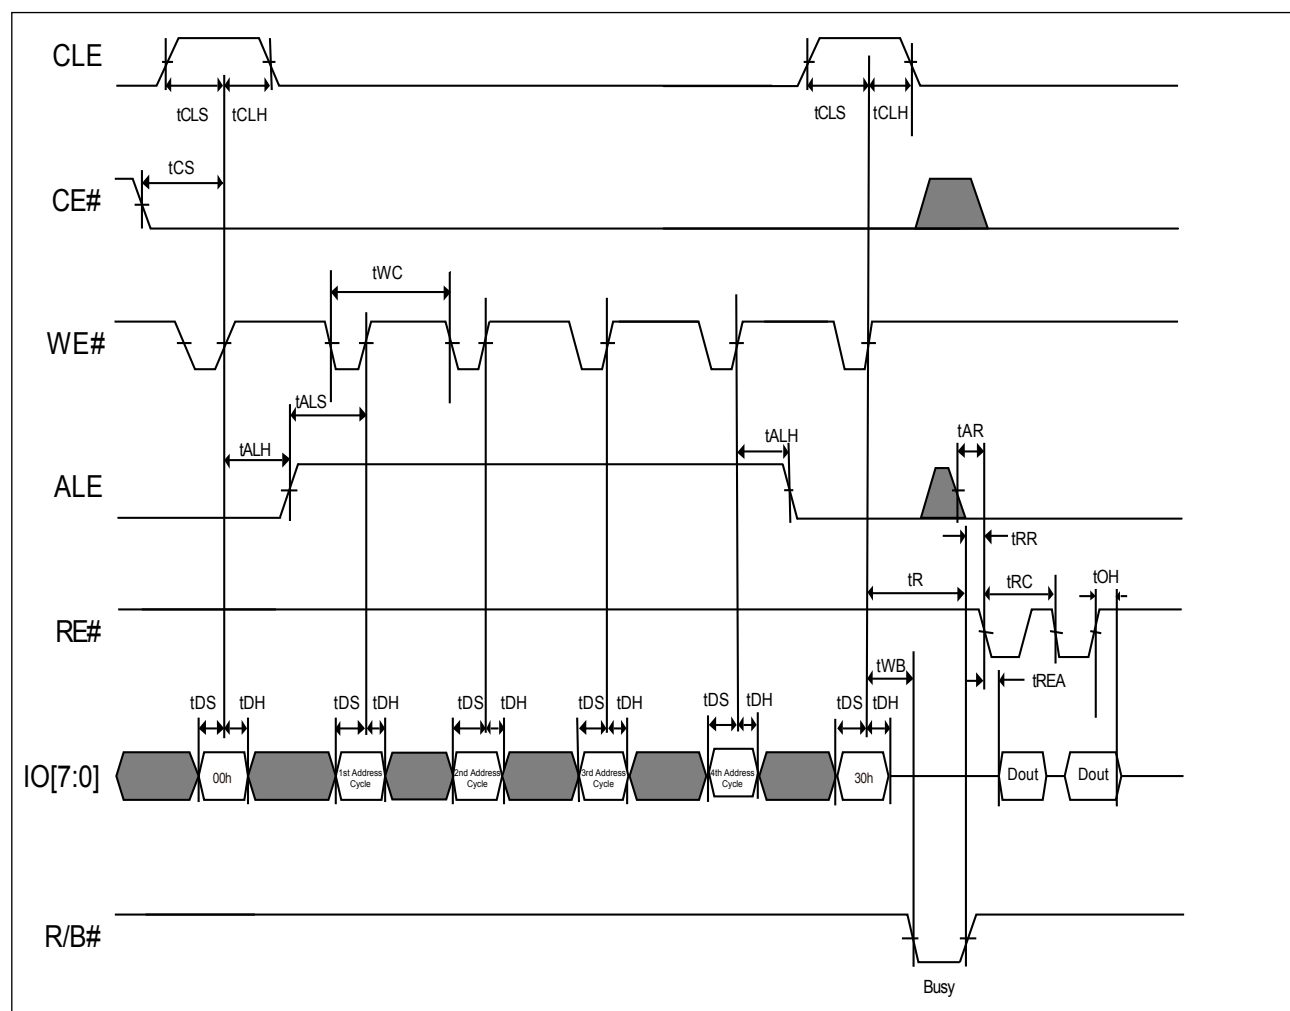 CLE
tCLS tCLH
tCLS tCLH
tCS
CE#
tWC
WE#
tALS
tALH
tALH
tAR
ALE
tRR
tR
tRC
tOH
RE#
tWB
tREA
tDS tDH
tDS tDH
tDS tDH
tDS tDH
tDS tDH
tDS tDH
IO[7:0]
00h
1st Address
Cycle
2nd Address
Cycle
3rd Address
Cycle
4th Address
Cycle
30h
Dout
Dout
R/B#
Busy